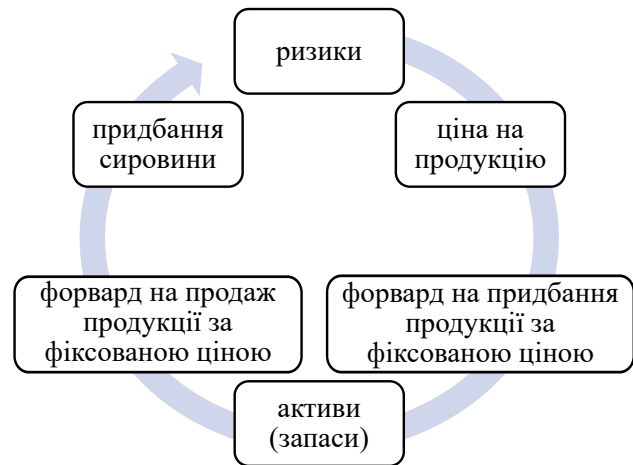 ризики
ціна на
продукцію
форвард на придбання
продукції за
фіксованою ціною
активи
(запаси)
форвард на продаж
продукції за
фіксованою ціною
придбання
сировини